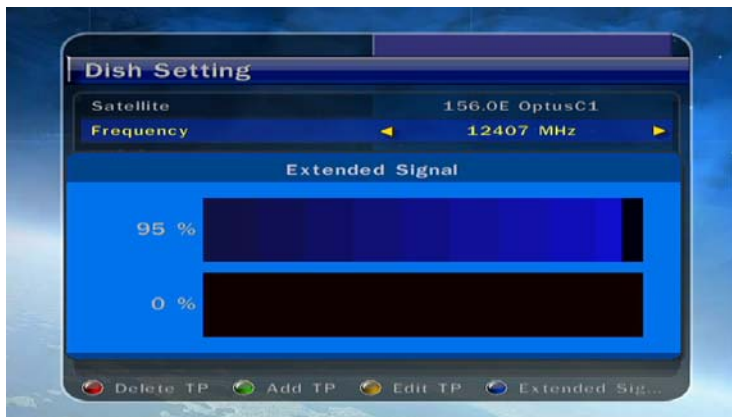 Dish Setting
Satellite 156.0E OptusC1
Frequency 12407 MHz
Extended Signal
95 %
0 %
Delete TP Add TP Edit TP Extended Sig...